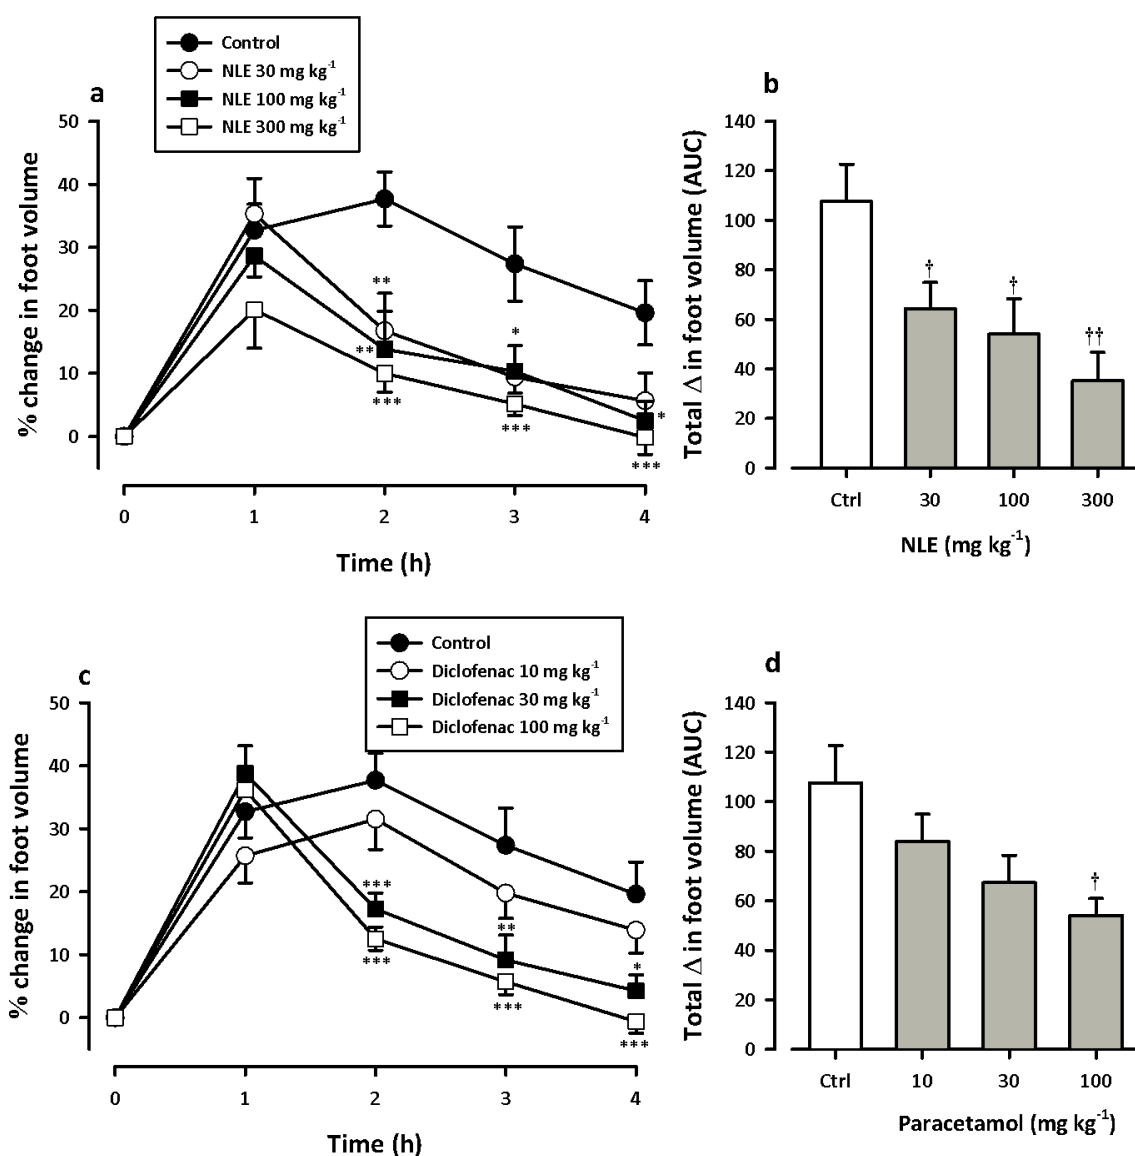 Control
NLE 30 mg kg-1
NLE 100 mg kg-1
NLE 300 mg kg-1
a
% change in foot volume
50
40
30
20
10
0
**
**
***
*
***
*
***
0 1 2 3 4
Time (h)
b
Total Δ in foot volume (AUC)
140
120
100
80
60
40
20
0
†
†
††
Ctrl 30 100 300
NLE (mg kg-1)
Control
Diclofenac 10 mg kg-1
Diclofenac 30 mg kg-1
Diclofenac 100 mg kg-1
c
% change in foot volume
50
40
30
20
10
0
***
***
**
***
*
***
0 1 2 3 4
Time (h)
d
Total Δ in foot volume (AUC)
140
120
100
80
60
40
20
0
†
Ctrl 10 30 100
Paracetamol (mg kg-1)